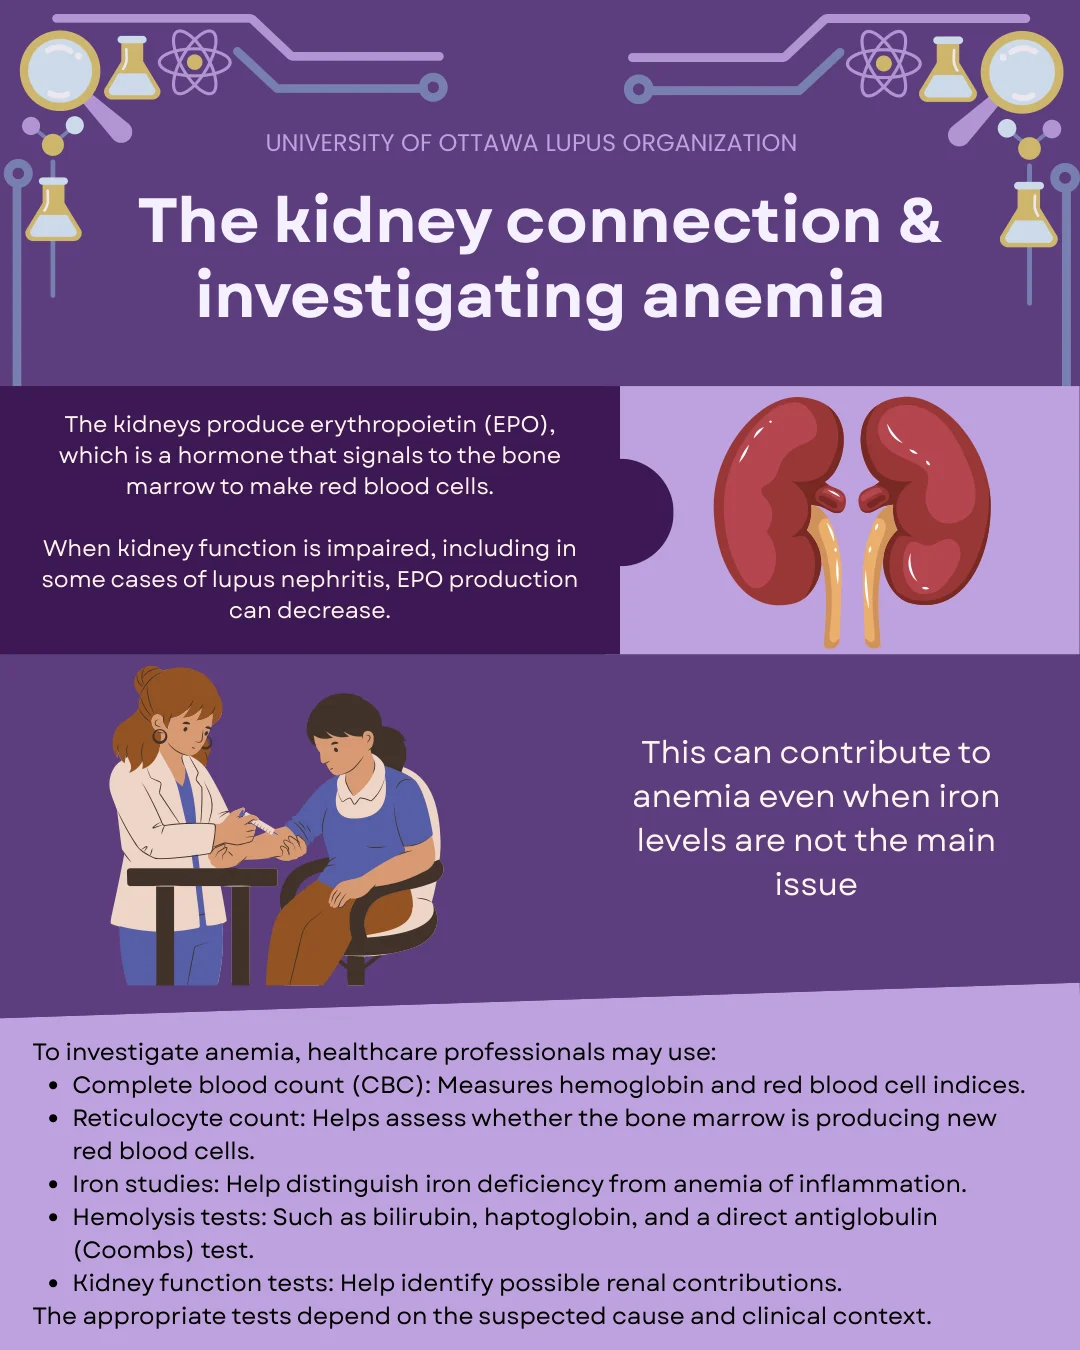 UNIVERSITY OF OTTAWA LUPUS ORGANIZATION
The kidney connection &
investigating anemia
The kidneys produce erythropoietin (EPO),
which is a hormone that signals to the bone
marrow to make red blood cells.
When kidney function is impaired, including in
some cases of lupus nephritis, EPO production
can decrease.
This can contribute to
anemia even when iron
levels are not the main
issue
To investigate anemia, healthcare professionals may use:
• Complete blood count (CBC): Measures hemoglobin and red blood cell indices.
• Reticulocyte count: Helps assess whether the bone marrow is producing new
red blood cells.
• Iron studies: Help distinguish iron deficiency from anemia of inflammation.
• Hemolysis tests: Such as bilirubin, haptoglobin, and a direct antiglobulin
(Coombs) test.
• Kidney function tests: Help identify possible renal contributions.
The appropriate tests depend on the suspected cause and clinical context.